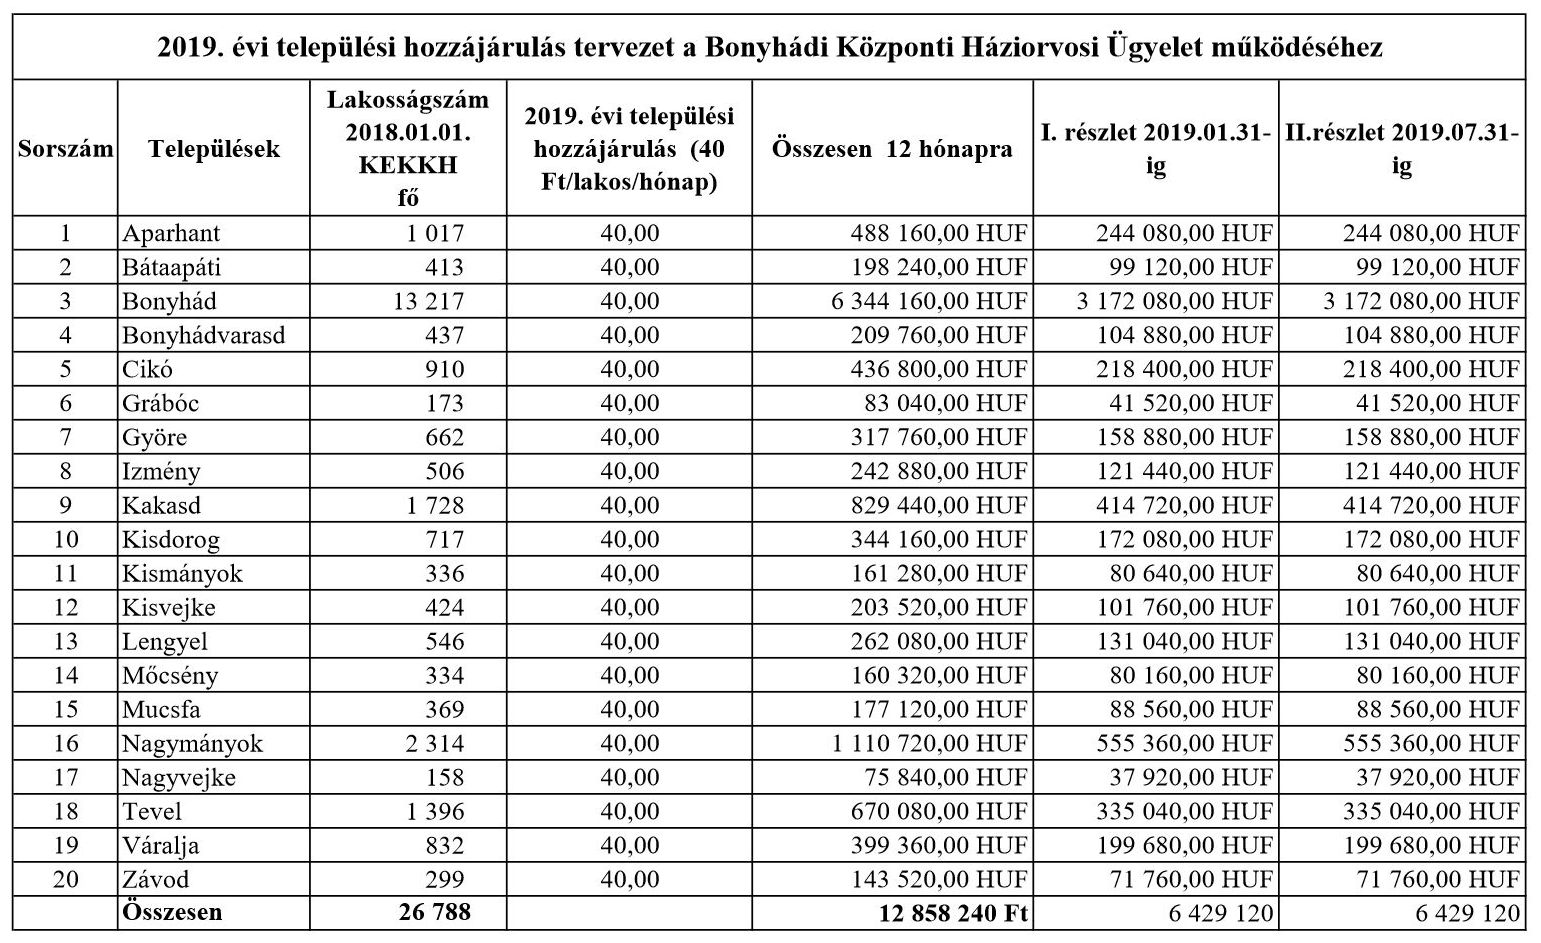 2019. évi települési hozzájárulás tervezet a Bonyhádi Központi Háziorvosi Ügyelet működéséhez
Sorszám Települések Lakosságszám 2018.01.01. KEKKH fő 2019. évi települési hozzájárulás (40 Ft/lakos/hónap) Összesen 12 hónapra I. részlet 2019.01.31-ig II.részlet 2019.07.31-ig
1 Aparhant 1 017 40,00 488 160,00 HUF 244 080,00 HUF 244 080,00 HUF
2 Bátaapáti 413 40,00 198 240,00 HUF 99 120,00 HUF 99 120,00 HUF
3 Bonyhád 13 217 40,00 6 344 160,00 HUF 3 172 080,00 HUF 3 172 080,00 HUF
4 Bonyhádvarasd 437 40,00 209 760,00 HUF 104 880,00 HUF 104 880,00 HUF
5 Cikó 910 40,00 436 800,00 HUF 218 400,00 HUF 218 400,00 HUF
6 Grábóc 173 40,00 83 040,00 HUF 41 520,00 HUF 41 520,00 HUF
7 Györe 662 40,00 317 760,00 HUF 158 880,00 HUF 158 880,00 HUF
8 Izmény 506 40,00 242 880,00 HUF 121 440,00 HUF 121 440,00 HUF
9 Kakasd 1 728 40,00 829 440,00 HUF 414 720,00 HUF 414 720,00 HUF
10 Kisdorog 717 40,00 344 160,00 HUF 172 080,00 HUF 172 080,00 HUF
11 Kismányok 336 40,00 161 280,00 HUF 80 640,00 HUF 80 640,00 HUF
12 Kisvejke 424 40,00 203 520,00 HUF 101 760,00 HUF 101 760,00 HUF
13 Lengyel 546 40,00 262 080,00 HUF 131 040,00 HUF 131 040,00 HUF
14 Mőcsény 334 40,00 160 320,00 HUF 80 160,00 HUF 80 160,00 HUF
15 Mucsfa 369 40,00 177 120,00 HUF 88 560,00 HUF 88 560,00 HUF
16 Nagymányok 2 314 40,00 1 110 720,00 HUF 555 360,00 HUF 555 360,00 HUF
17 Nagyvejke 158 40,00 75 840,00 HUF 37 920,00 HUF 37 920,00 HUF
18 Tevel 1 396 40,00 670 080,00 HUF 335 040,00 HUF 335 040,00 HUF
19 Váralja 832 40,00 399 360,00 HUF 199 680,00 HUF 199 680,00 HUF
20 Závod 299 40,00 143 520,00 HUF 71 760,00 HUF 71 760,00 HUF
Összesen 26 788 12 858 240 Ft 6 429 120 6 429 120